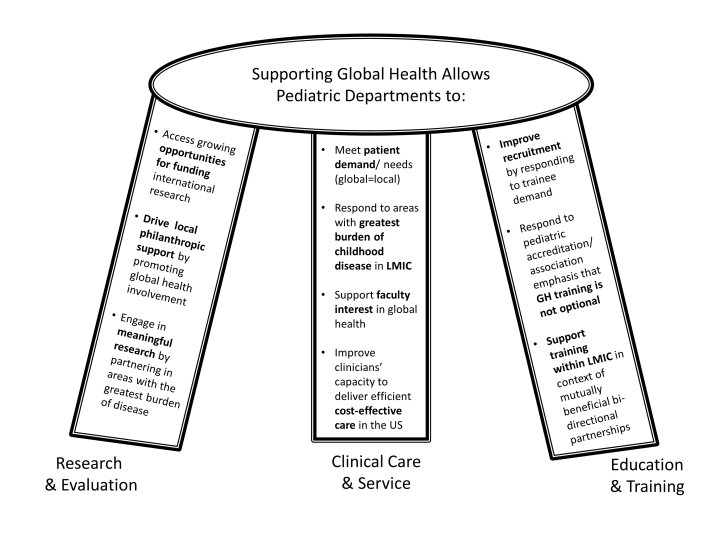 Supporting Global Health Allows
Pediatric Departments to:
• Access growing
opportunities
for funding
international
research
• Drive local
philanthropic
support by
promoting
global health
involvement
• Engage in
meaningful
research by
partnering in
areas with the
greatest burden
of disease
• Meet patient
demand/ needs
(global=local)
• Respond to areas
with greatest
burden of
childhood
disease in LMIC
• Support faculty
interest in global
health
• Improve
clinicians'
capacity to
deliver efficient
cost-effective
care in the US
• Improve
recruitment
by responding
to trainee
demand
• Respond to
pediatric
accreditation/
association
emphasis that
GH training is
not optional
• Support
training
within LMIC in
context of
mutually
beneficial bi-
directional
partnerships
Research
& Evaluation
Clinical Care
& Service
Education
& Training